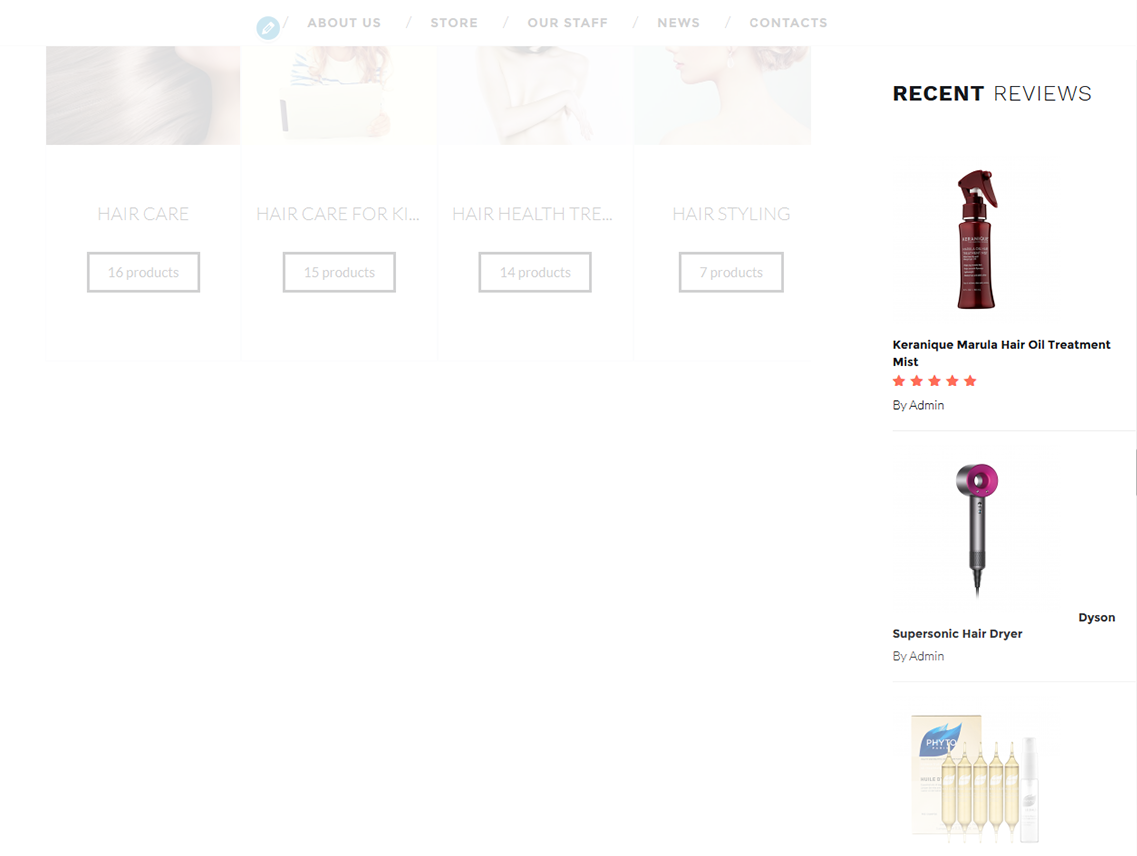 / ABOUT US / STORE / OUR STAFF / NEWS / CONTACTS
HAIR CARE
HAIR CARE FOR KI...
HAIR HEALTH TRE...
HAIR STYLING
16 products
15 products
14 products
7 products
RECENT REVIEWS
KERANIQUE
Keranique Marula Hair Oil Treatment
Mist
By Admin
Dyson
Supersonic Hair Dryer
By Admin
PHYTO
PARIS